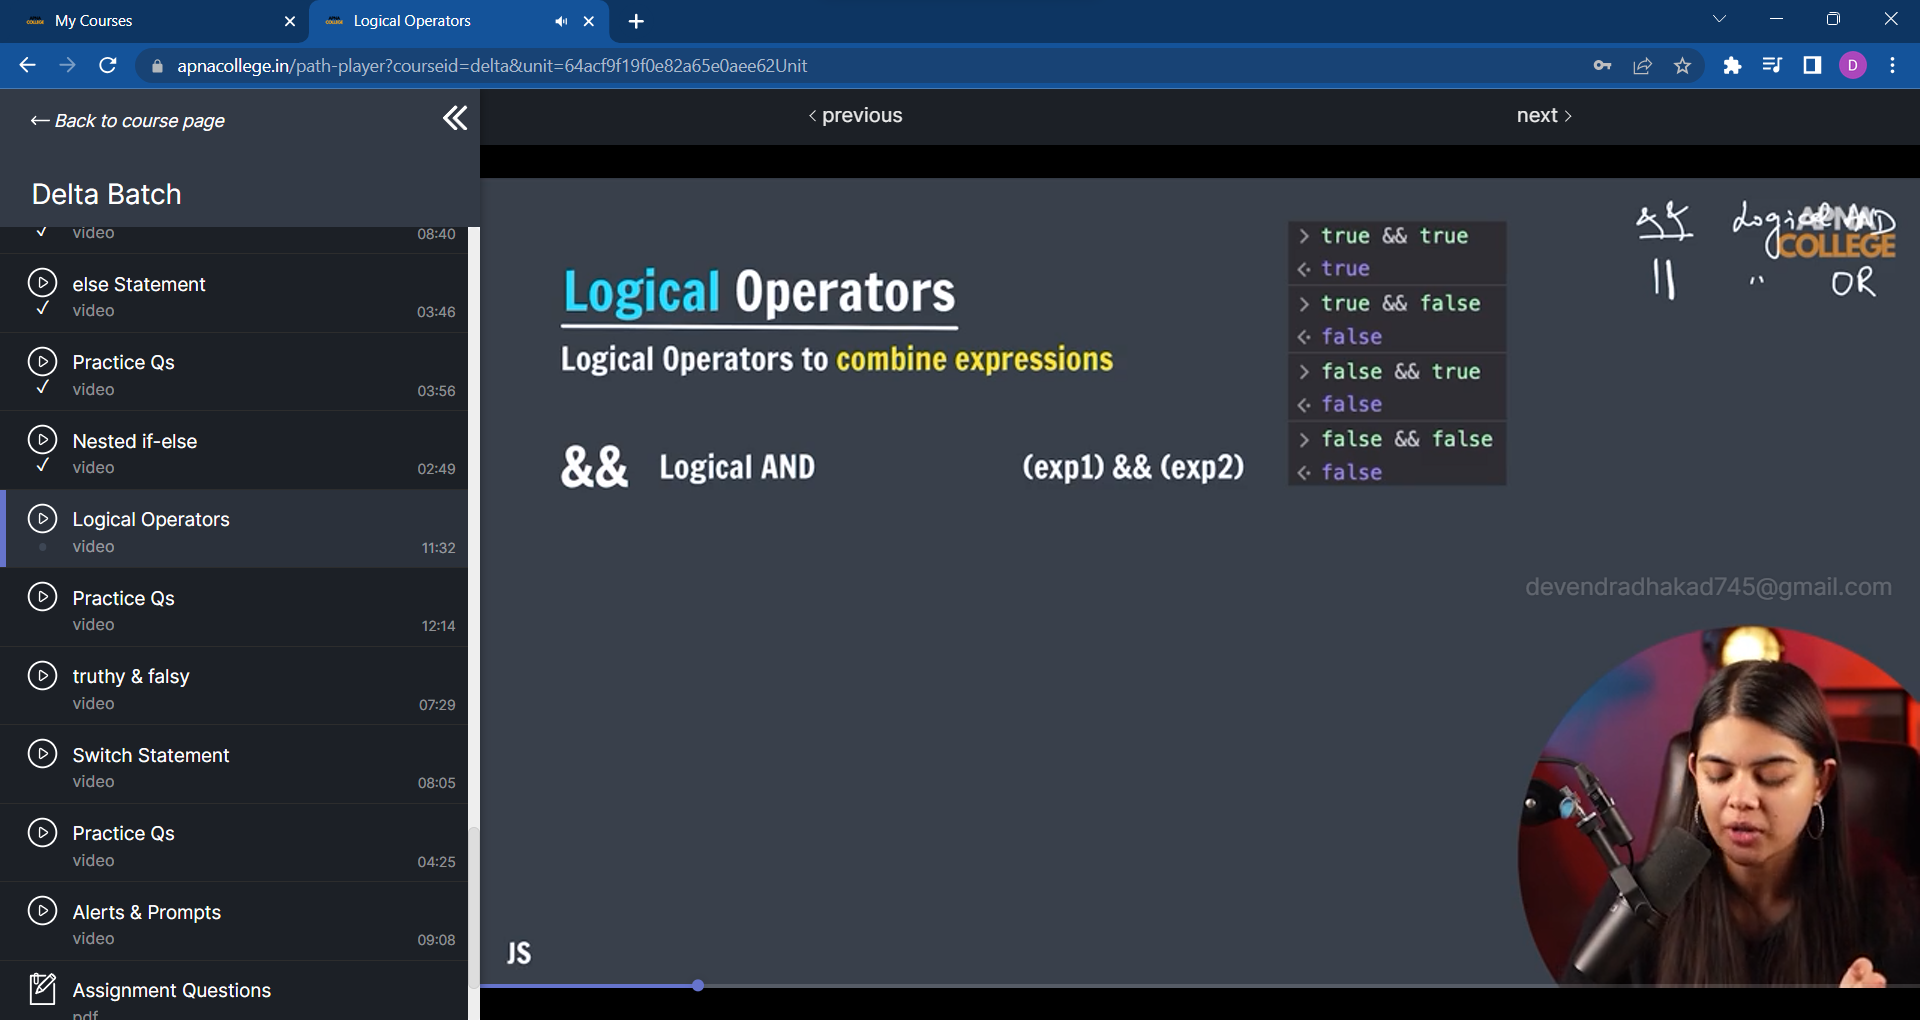 My Courses
Logical Operators
apnacollege.in/path-player?courseid=delta&unit=64acf9f19f0e82a65e0aee62Unit
D
← Back to course page
Delta Batch
video
08:40
else Statement
video
03:46
Practice Qs
video
03:56
Nested if-else
video
02:49
Logical Operators
video
11:32
Practice Qs
video
12:14
truthy & falsy
video
07:29
Switch Statement
video
08:05
Practice Qs
video
04:25
Alerts & Prompts
video
09:08
Assignment Questions
pdf
< previous
next >
Logical Operators
Logical Operators to combine expressions
&& Logical AND (exp1) && (exp2)
> true && true
<· true
> true && false
<· false
> false && true
<· false
> false && false
<· false
&& Logical AND
APNA
COLLEGE
|| " OR
devendradhakad745@gmail.com
JS